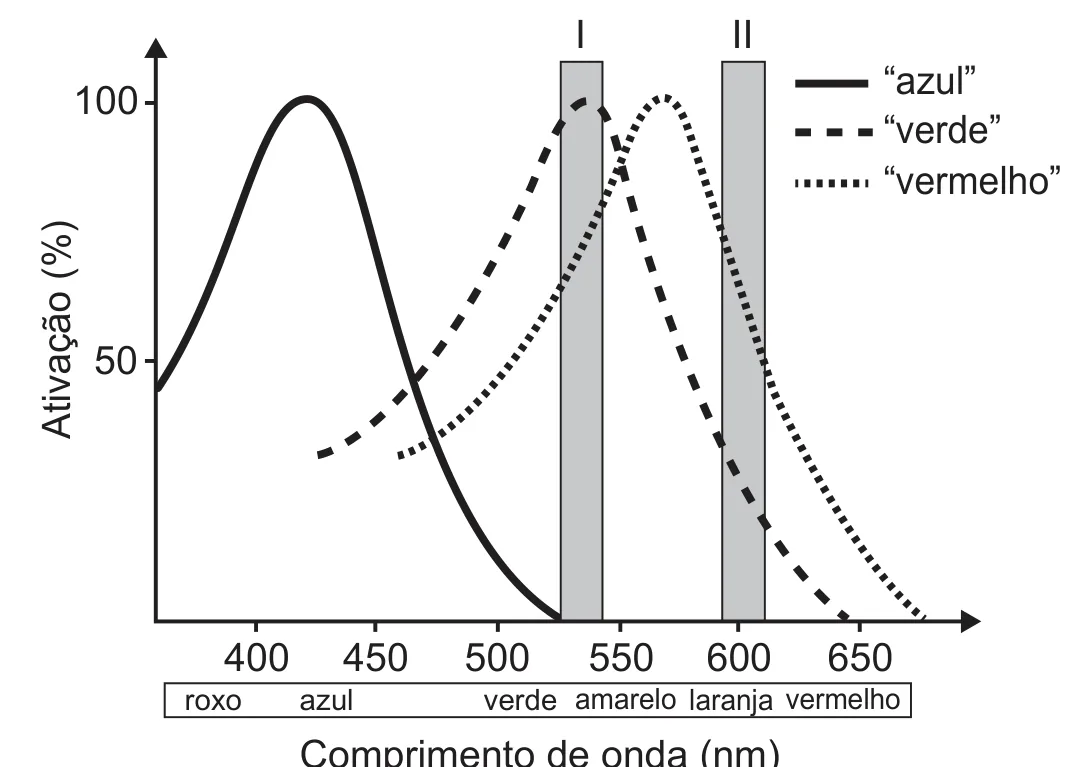 I II
100
50
Ativação (%)
“azul”
“verde”
“vermelho”
400 450 500 550 600 650
roxo azul verde amarelo laranja vermelho
Comprimento de onda (nm)